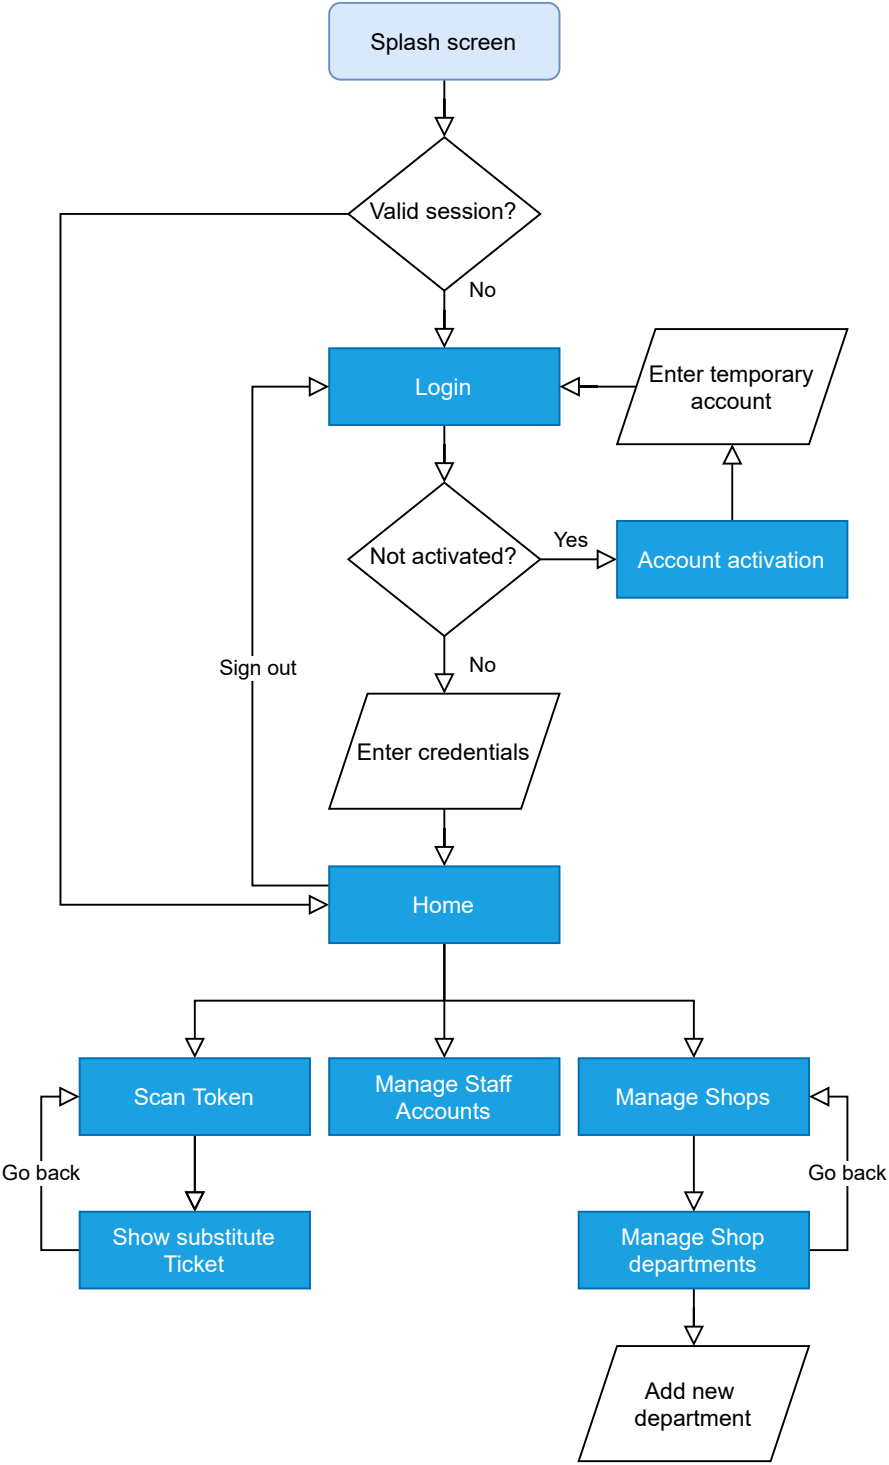 Splash screen
Valid session?
No
Login
Enter temporary
account
Not activated?
Yes
Account activation
Sign out
No
Enter credentials
Home
Scan Token
Manage Staff
Accounts
Manage Shops
Go back
Go back
Show substitute
Ticket
Manage Shop
departments
Add new
department